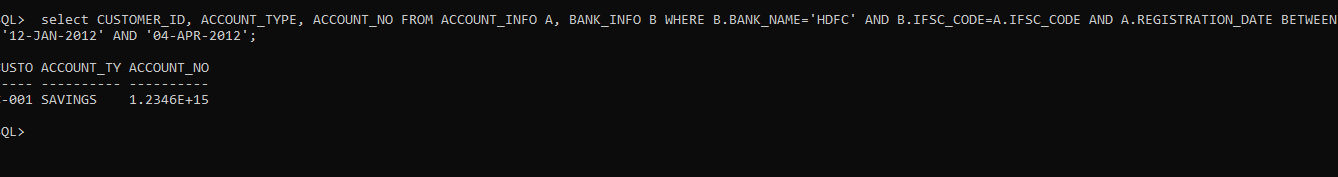 QL>  select CUSTOMER_ID, ACCOUNT_TYPE, ACCOUNT_NO FROM ACCOUNT_INFO A, BANK_INFO B WHERE B.BANK_NAME='HDFC' AND B.IFSC_CODE=A.IFSC_CODE AND A.REGISTRATION_DATE BETWEEN
'12-JAN-2012' AND '04-APR-2012';
CUSTO ACCOUNT_TY ACCOUNT_NO
----- ---------- ----------
-001 SAVINGS    1.2346E+15
QL>